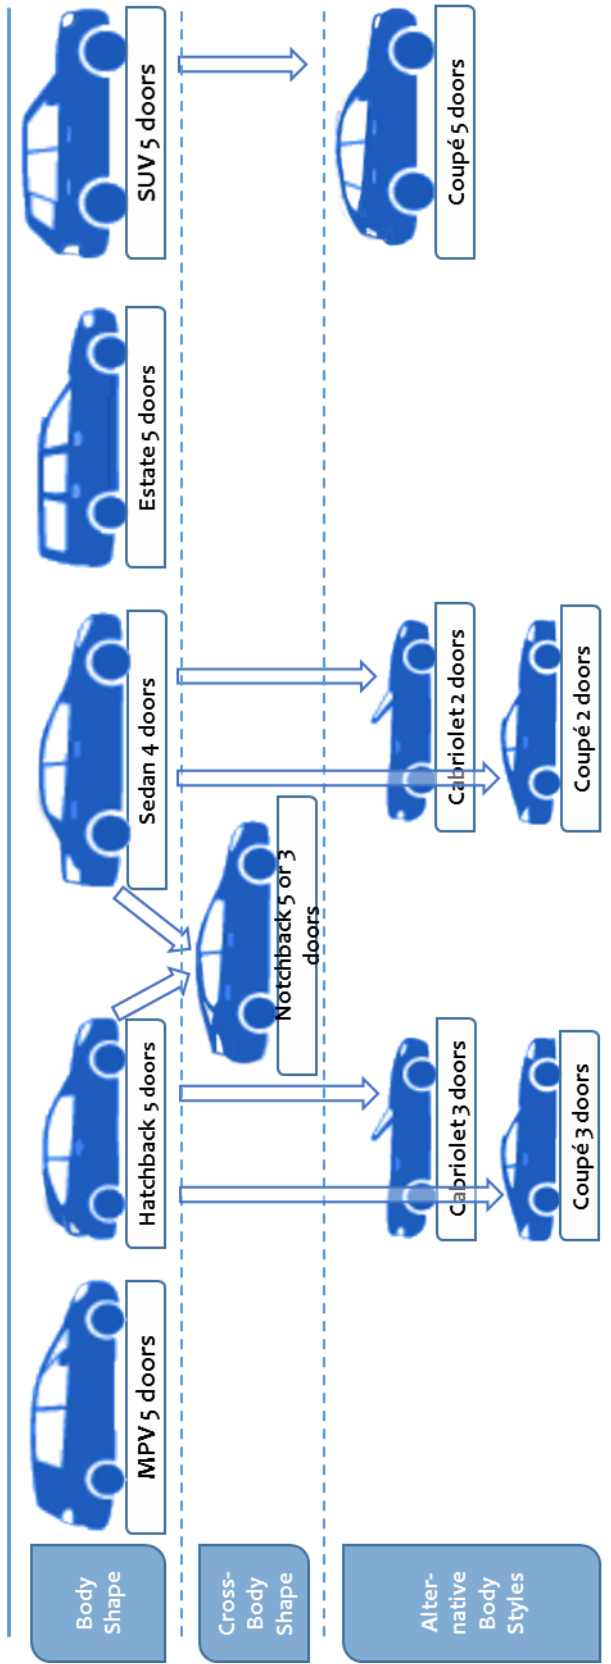 Body
Shape
MPV 5 doors
Hatchback 5 doors
Sedan 4 doors
Estate 5 doors
SUV 5 doors
Cross-
Body
Shape
Notchback 5 or 3
doors
Alter-
native
Body
Styles
Cabriolet 3 doors
Cabriolet 2 doors
Coupé 5 doors
Coupé 3 doors
Coupé 2 doors